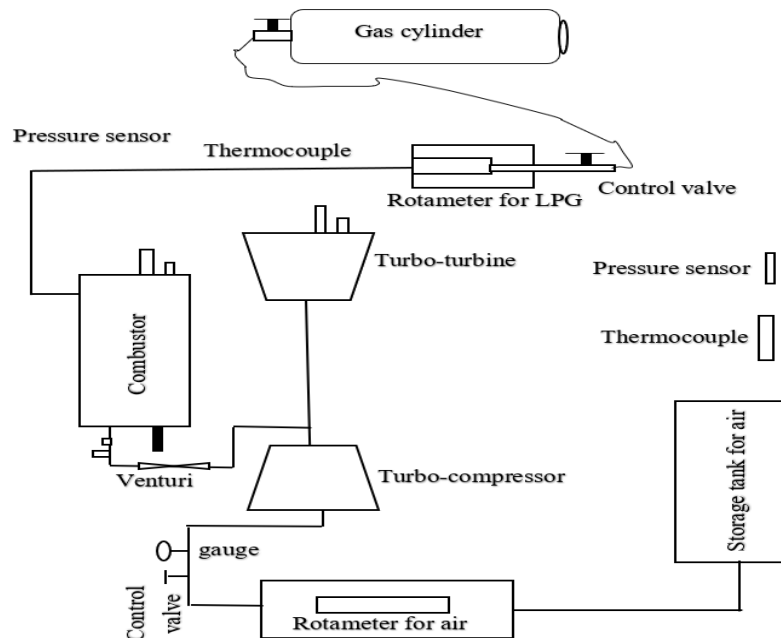 Gas cylinder
Pressure sensor
Thermocouple
Control valve
Rotameter for LPG
Turbo-turbine
Pressure sensor
Thermocouple
Combustor
Storage tank for air
Venturi
Turbo-compressor
gauge
Control
valve
Rotameter for air